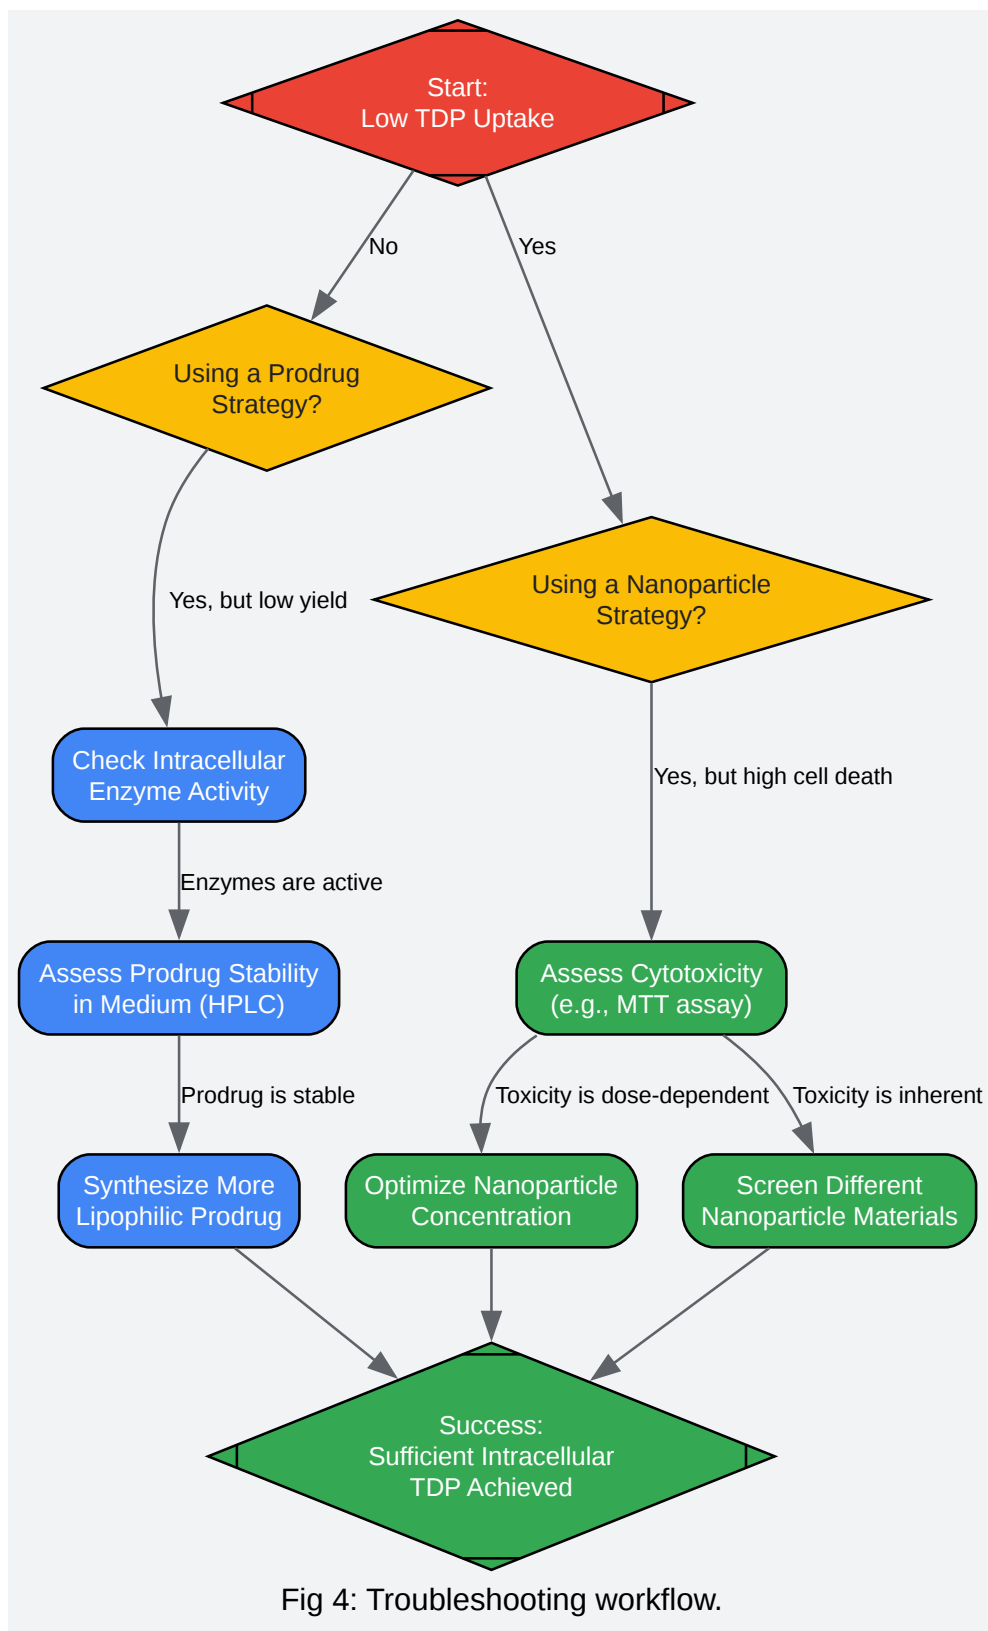 Start:
Low TDP Uptake
No
Yes
Using a Prodrug
Strategy?
Using a Nanoparticle
Strategy?
Yes, but low yield
Check Intracellular
Enzyme Activity
Yes, but high cell death
Enzymes are active
Assess Prodrug Stability
in Medium (HPLC)
Assess Cytotoxicity
(e.g., MTT assay)
Prodrug is stable
Toxicity is dose-dependent
Toxicity is inherent
Synthesize More
Lipophilic Prodrug
Optimize Nanoparticle
Concentration
Screen Different
Nanoparticle Materials
Success:
Sufficient Intracellular
TDP Achieved
Fig 4: Troubleshooting workflow.